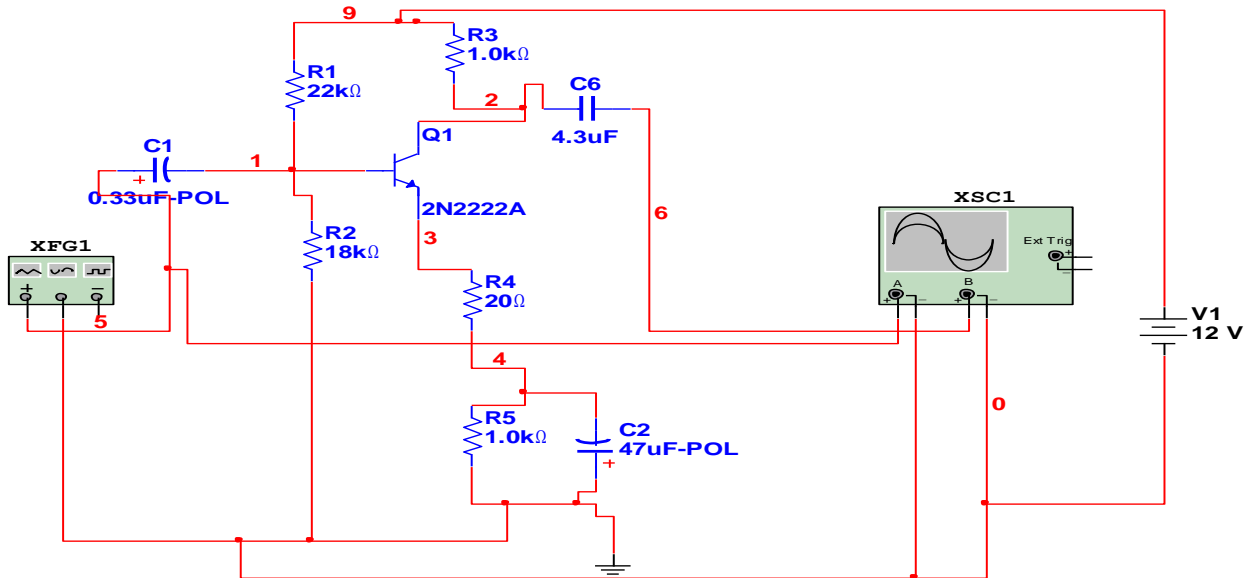 9
R3
1.0kΩ
R1
22kΩ
2
C6
4.3uF
Q1
C1
1
+
0.33uF-POL
2N2222A
3
6
XSC1
Ext Trig
+
−
A
B
+
−
+
−
XFG1
+
−
5
R2
18kΩ
R4
20Ω
V1
12 V
4
0
R5
1.0kΩ
C2
47uF-POL
+